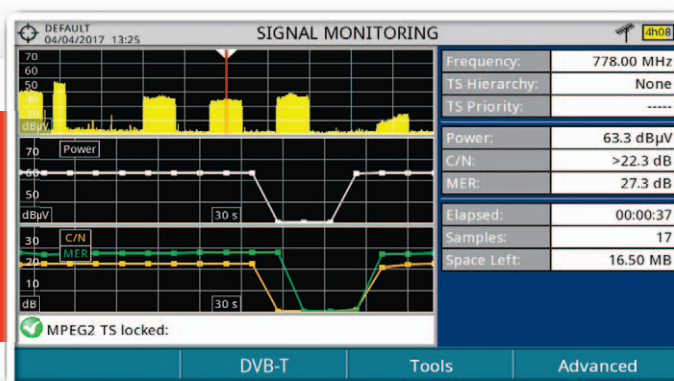 DEFAULT
04/04/2017 13:25
SIGNAL MONITORING
4h08
70
60
50
dBµV
70
Power
60
50
dBµV
30 s
30
C/N
MER
20
10
dB
30 s
MPEG2 TS locked:
Frequency: 778.00 MHz
TS Hierarchy: None
TS Priority: -----
Power: 63.3 dBµV
C/N: >22.3 dB
MER: 27.3 dB
Elapsed: 00:00:37
Samples: 17
Space Left: 16.50 MB
DVB-T
Tools
Advanced